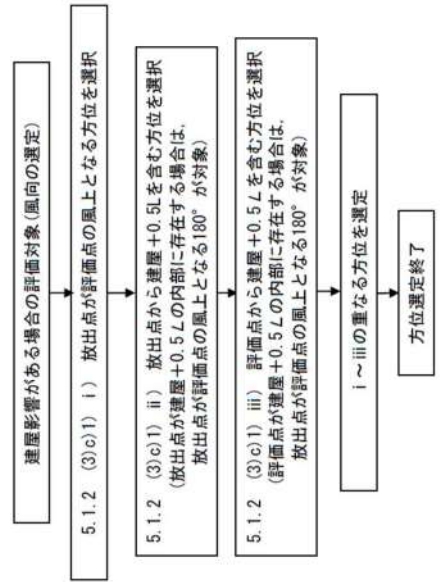 建屋影響がある場合の評価対象(風向の選定)
5.1.2 (3)c)1) ⅰ) 放出点が評価点の風上となる方位を選択
5.1.2 (3)c)1) ⅱ) 放出点から建屋+0.5Lを含む方位を選択
(放出点が建屋+0.5Lの内部に存在する場合は,
放出点が評価点の風上となる180°が対象)
5.1.2 (3)c)1) ⅲ) 評価点から建屋+0.5Lを含む方位を選択
(評価点が建屋+0.5Lの内部に存在する場合は,
放出点が評価点の風上となる180°が対象)
ⅰ～ⅲの重なる方位を選定
方位選定終了